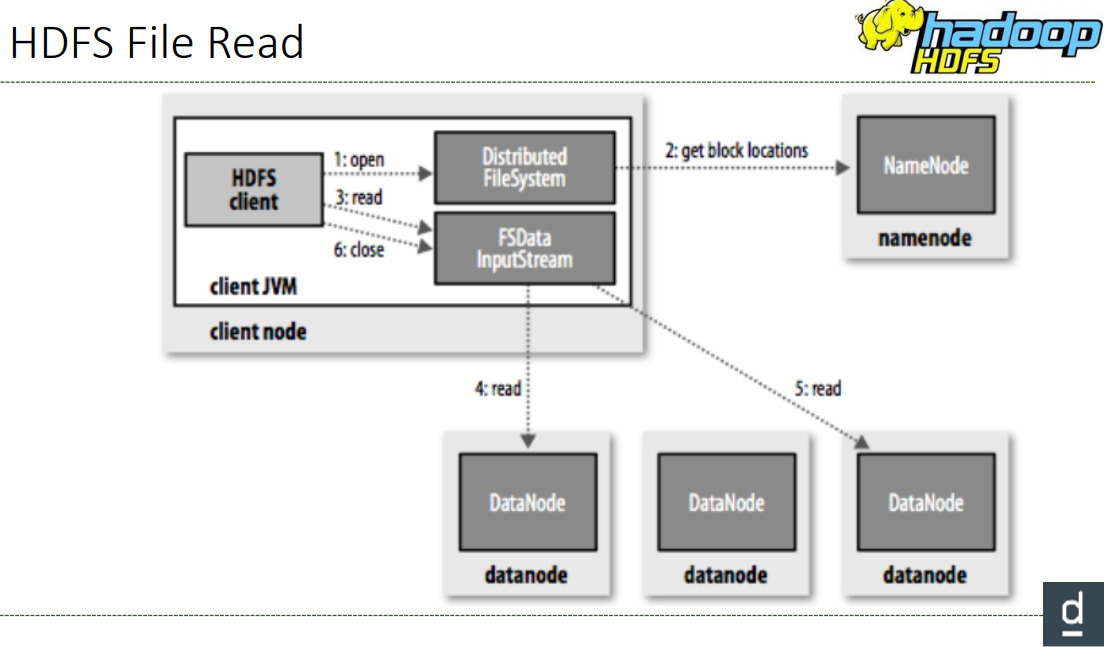 HDFS File Read
hadoop
HDFS
HDFS
client
1: open
3: read
6: close
Distributed
FileSystem
FSData
InputStream
client JVM
client node
2: get block locations
NameNode
namenode
4: read
5: read
DataNode
datanode
DataNode
datanode
DataNode
datanode
d